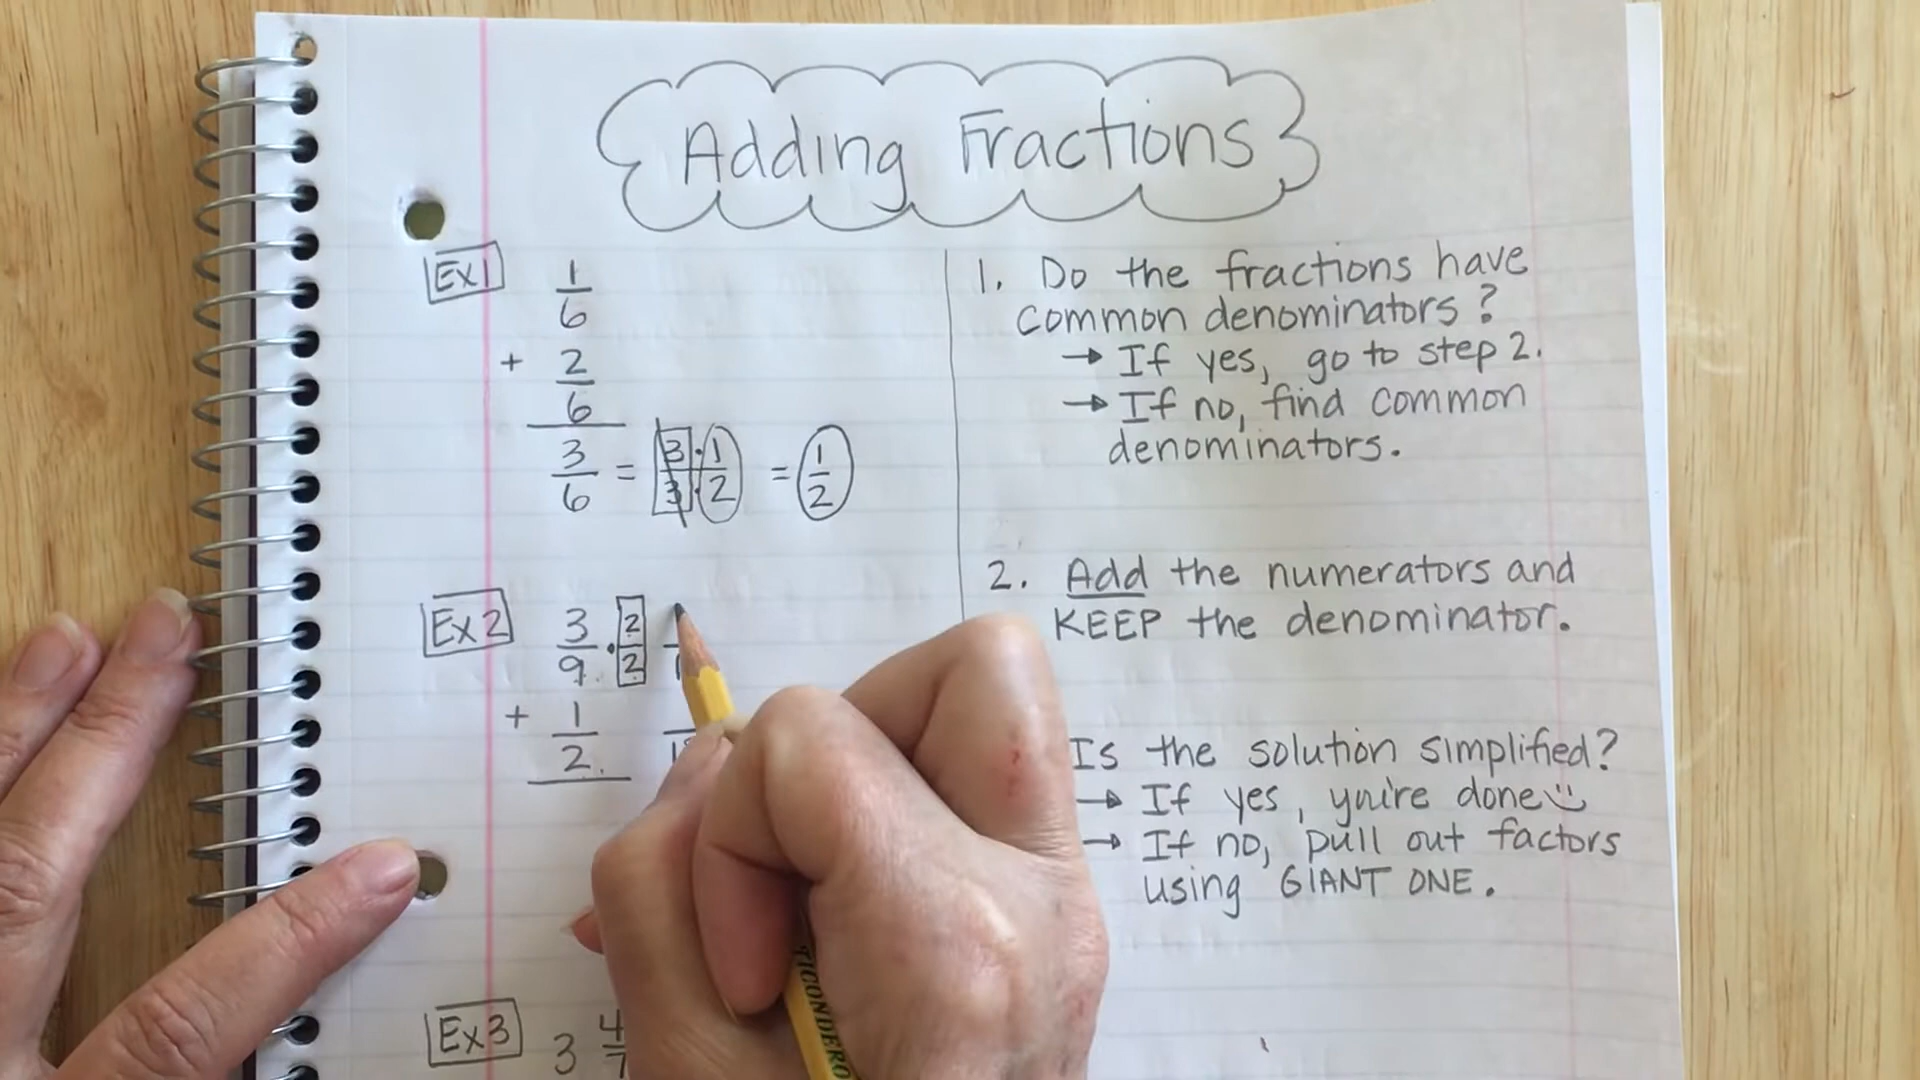 Adding Fractions
Ex1
1
6
+ 2
6
3 = 3 · 1 = 1
6 3 · 2 2
Ex2
3 · 2
9 2
+ 1
2
Ex3
3 4
7
1. Do the fractions have
common denominators?
→ If yes, go to step 2.
→ If no, find common
denominators.
2. Add the numerators and
KEEP the denominator.
Is the solution simplified?
→ If yes, you're done
→ If no, pull out factors
using GIANT ONE.
TICONDERO